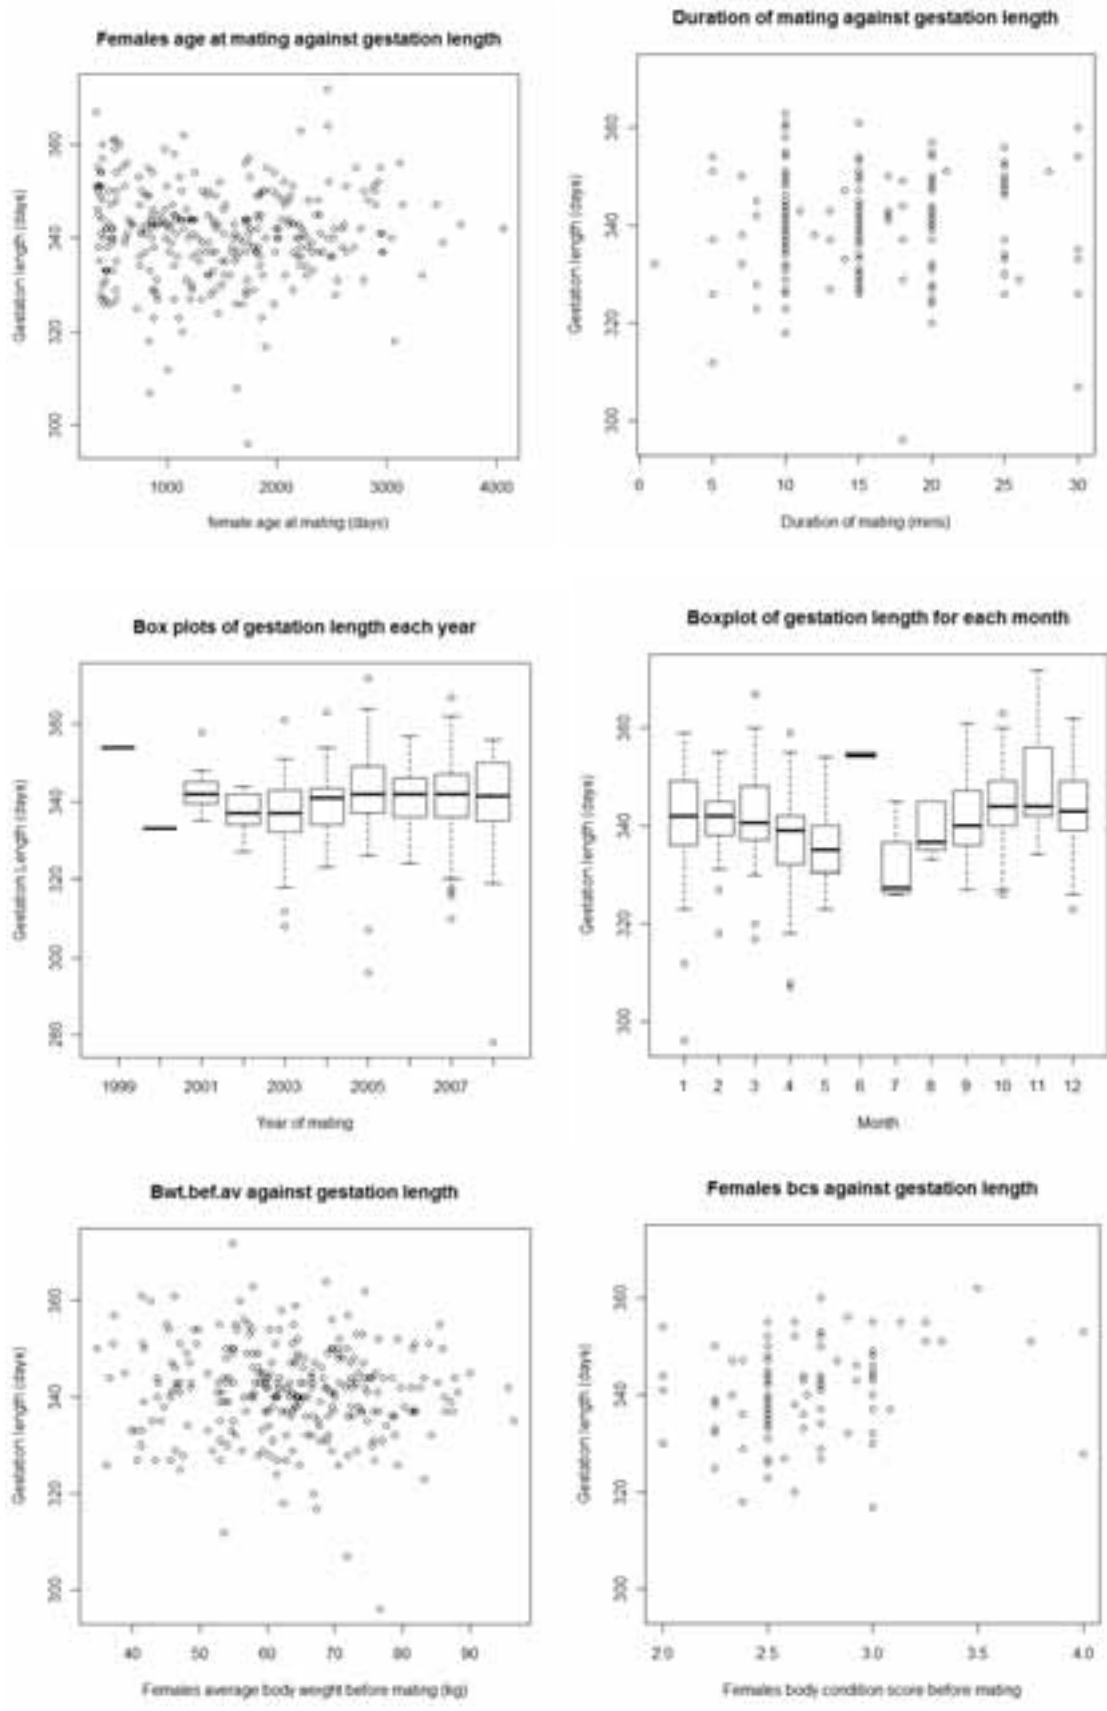 Females age at mating against gestation length
Gestation length (days)
360
340
320
300
1000 2000 3000 4000
female age at mating (days)
Duration of mating against gestation length
Gestation length (days)
360
340
320
300
0 5 10 15 20 25 30
Duration of mating (mins)
Box plots of gestation length each year
Gestation Length (days)
360
340
320
300
280
1999 2001 2003 2005 2007
Year of mating
Boxplot of gestation length for each month
Gestation length (days)
360
340
320
300
1 2 3 4 5 6 7 8 9 10 11 12
Month
Bwt.bef.av against gestation length
Gestation length (days)
360
340
320
300
40 50 60 70 80 90
Females average body weight before mating (kg)
Females bcs against gestation length
Gestation length (days)
360
340
320
300
2.0 2.5 3.0 3.5 4.0
Females body condition score before mating